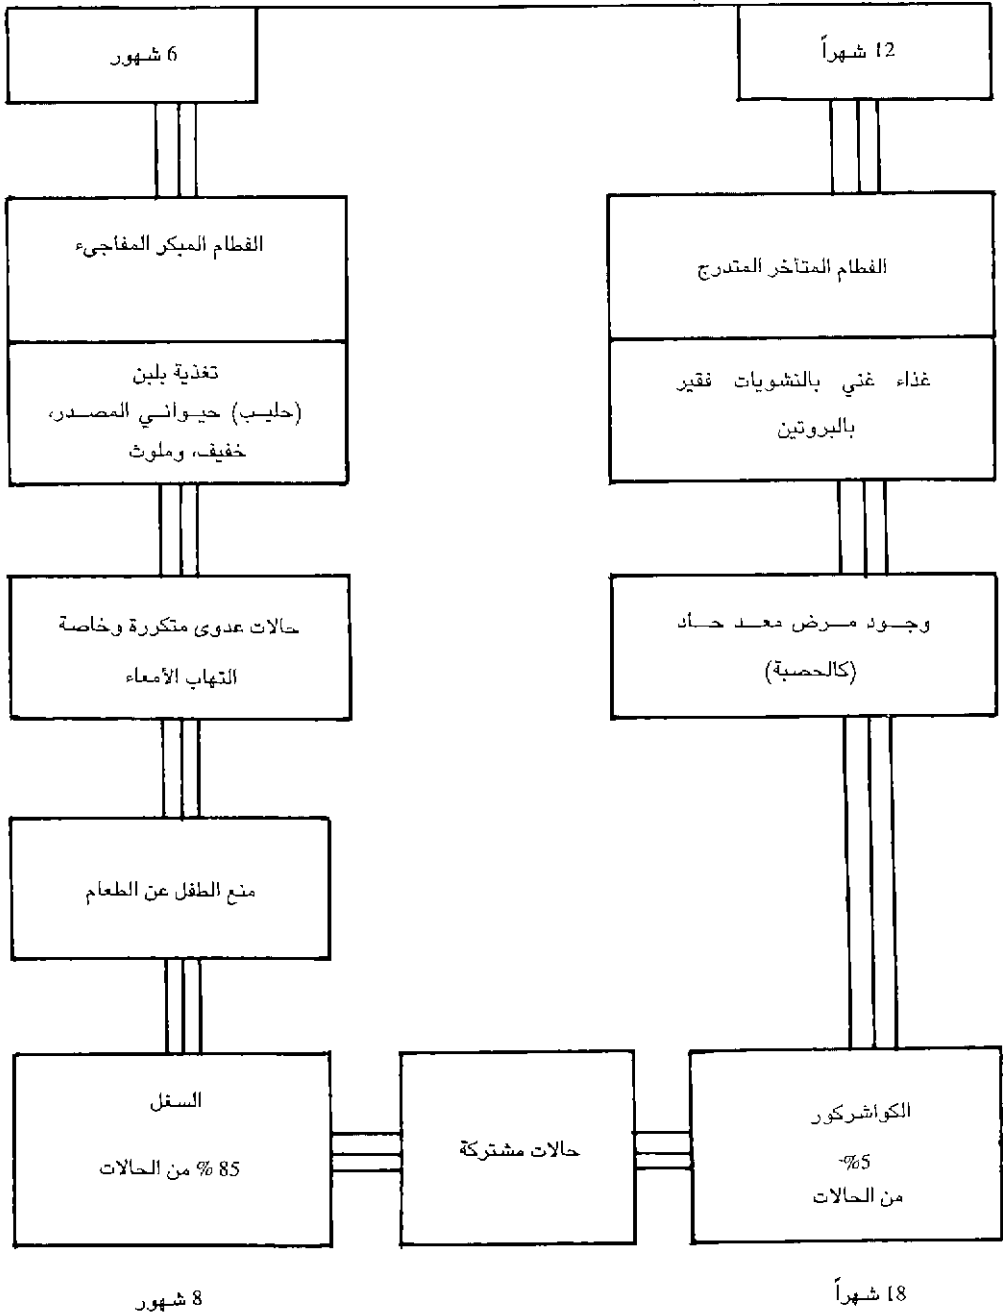 12 شهراً
6 شهور
الفطام المتأخر المتدرج
غذاء غني بالنشويات فقير
بالبروتين
وجود مرض معد حاد
(كالحصبة)
الفطام المبكر المفاجيء
تغذية بلبن
(حليب) حيواني المصدر،
خفيف، وملوث
حالات عدوى متكررة وخاصة
التهاب الأمعاء
منع الطفل عن الطعام
الكواشركور
5%-
من الحالات
حالات مشتركة
السغل
85 % من الحالات
18 شهراً
8 شهور